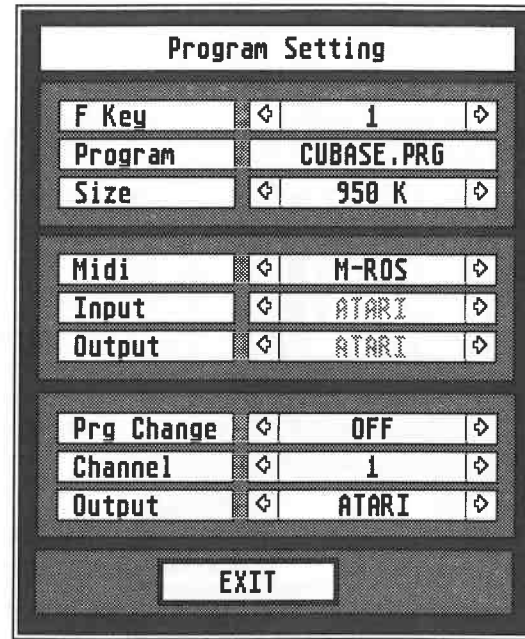 Program Setting
F Key 1
Program CUBASE.PRG
Size 950 K
Midi M-ROS
Input ATARI
Output ATARI
Prg Change OFF
Channel 1
Output ATARI
EXIT